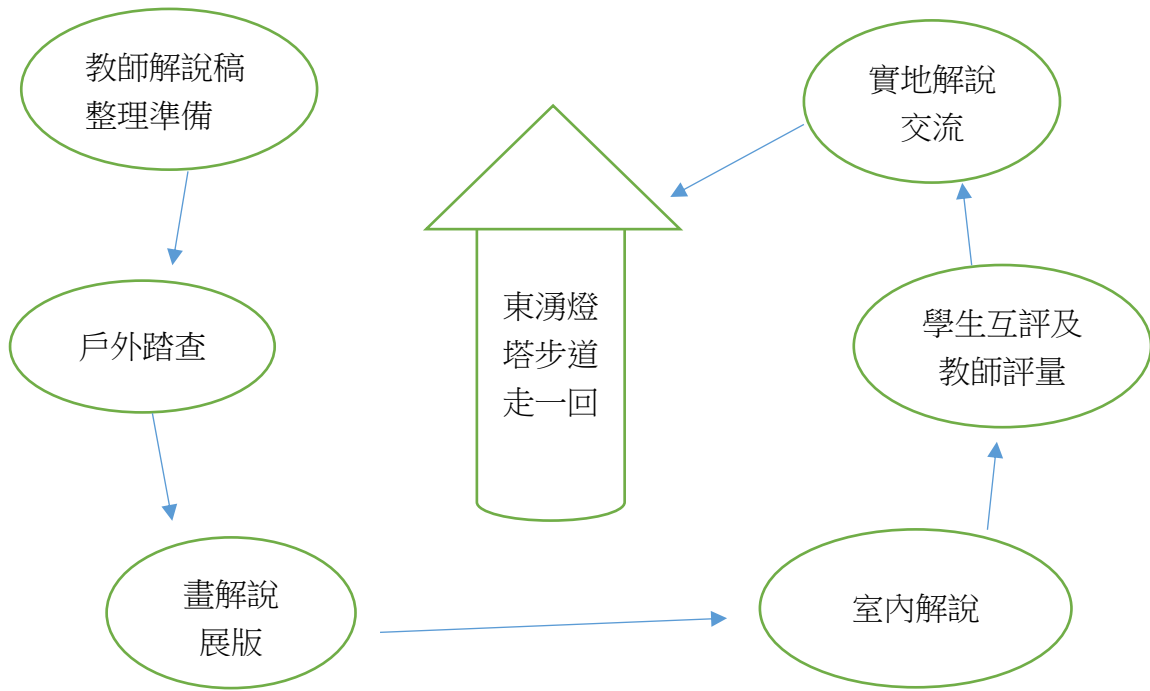 教師解說稿
整理準備
戶外踏查
畫解說
展版
室內解說
學生互評及
教師評量
實地解說
交流
東湧燈
塔步道
走一回